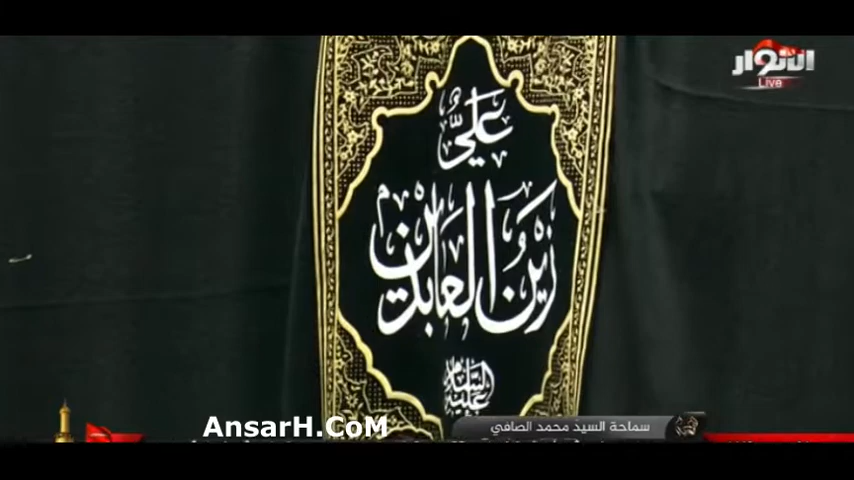 الأنوار
Live
عليّ
زين العابدين
عليه السلام
سماحة السيد محمد الصافي
AnsarH.CoM